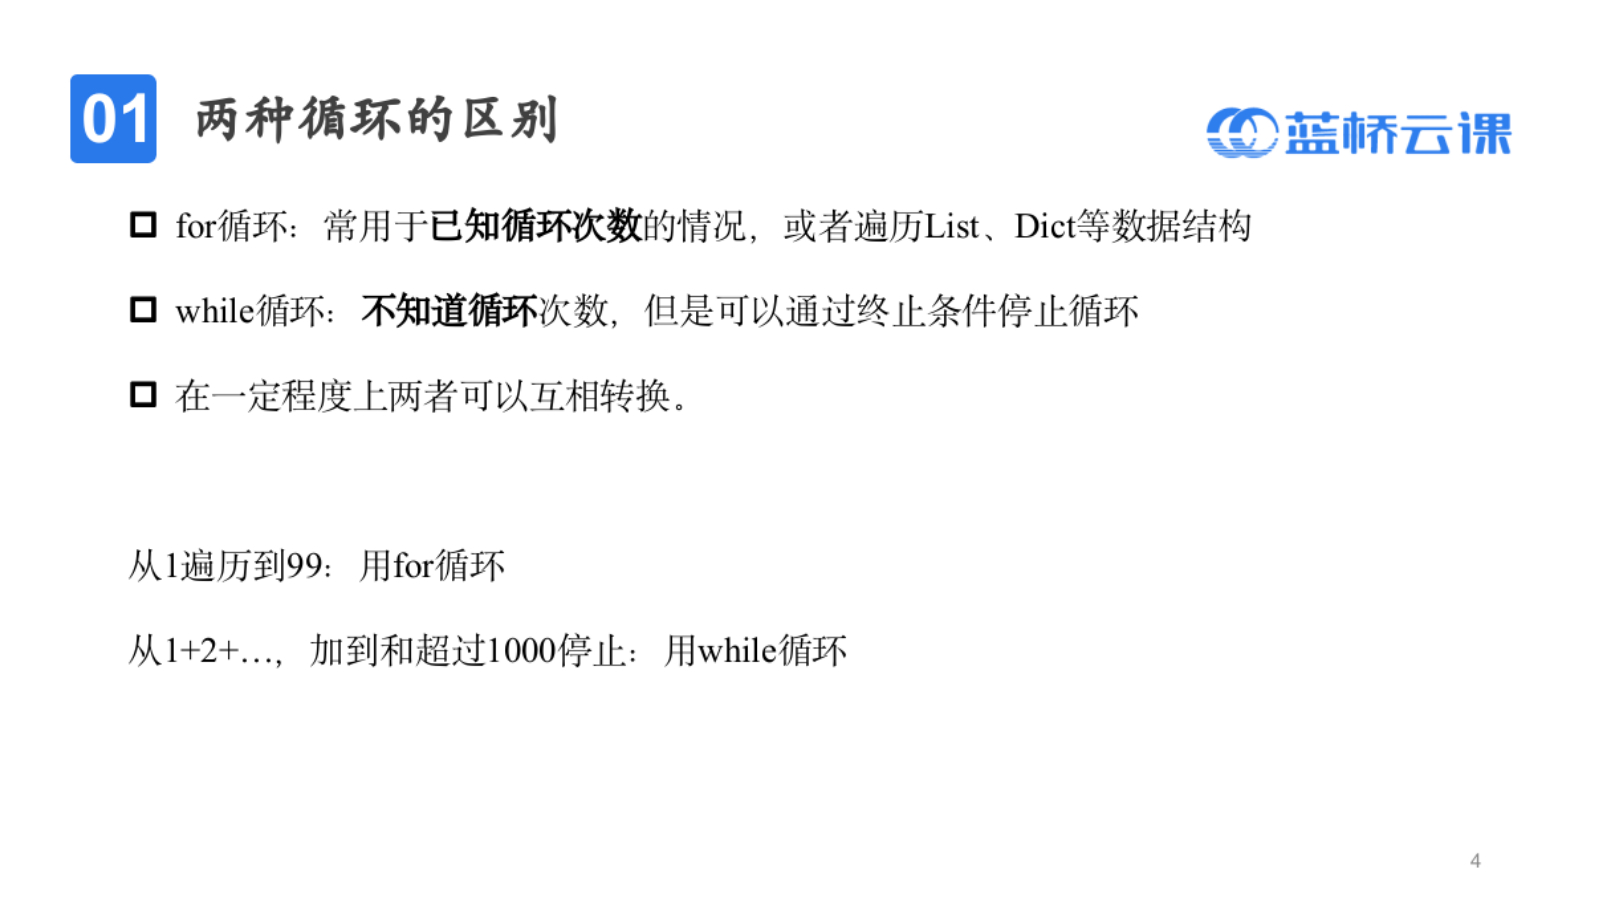 01 两种循环的区别
蓝桥云课
for循环：常用于已知循环次数的情况，或者遍历List、Dict等数据结构
while循环：不知道循环次数，但是可以通过终止条件停止循环
在一定程度上两者可以互相转换。
从1遍历到99：用for循环
从1+2+…，加到和超过1000停止：用while循环
4